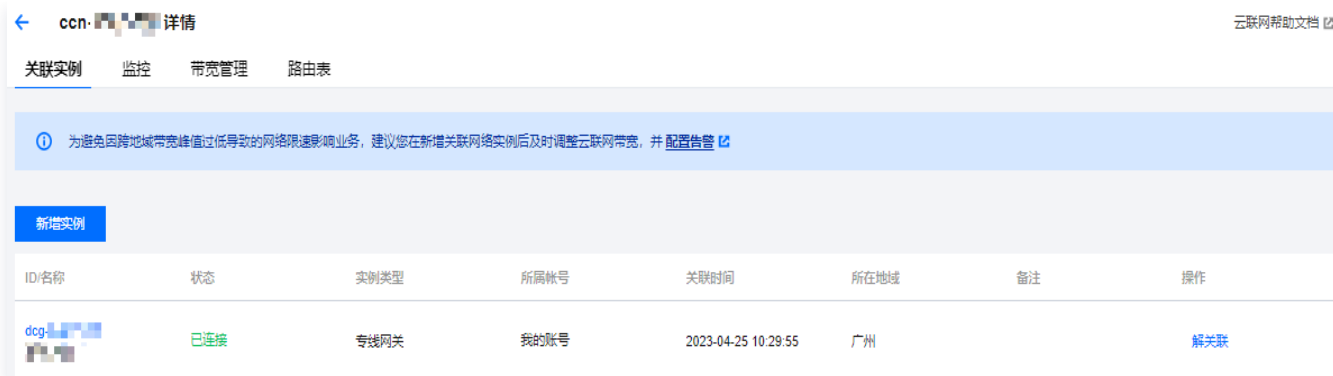 ccn- 详情
云联网帮助文档
关联实例 监控 带宽管理 路由表
为避免因跨地域带宽峰值过低导致的网络限速影响业务，建议您在新增关联网络实例后及时调整云联网带宽，并 配置告警
新增实例
ID/名称 状态 实例类型 所属帐号 关联时间 所在地域 备注 操作
dcg- 已连接 专线网关 我的账号 2023-04-25 10:29:55 广州 解关联